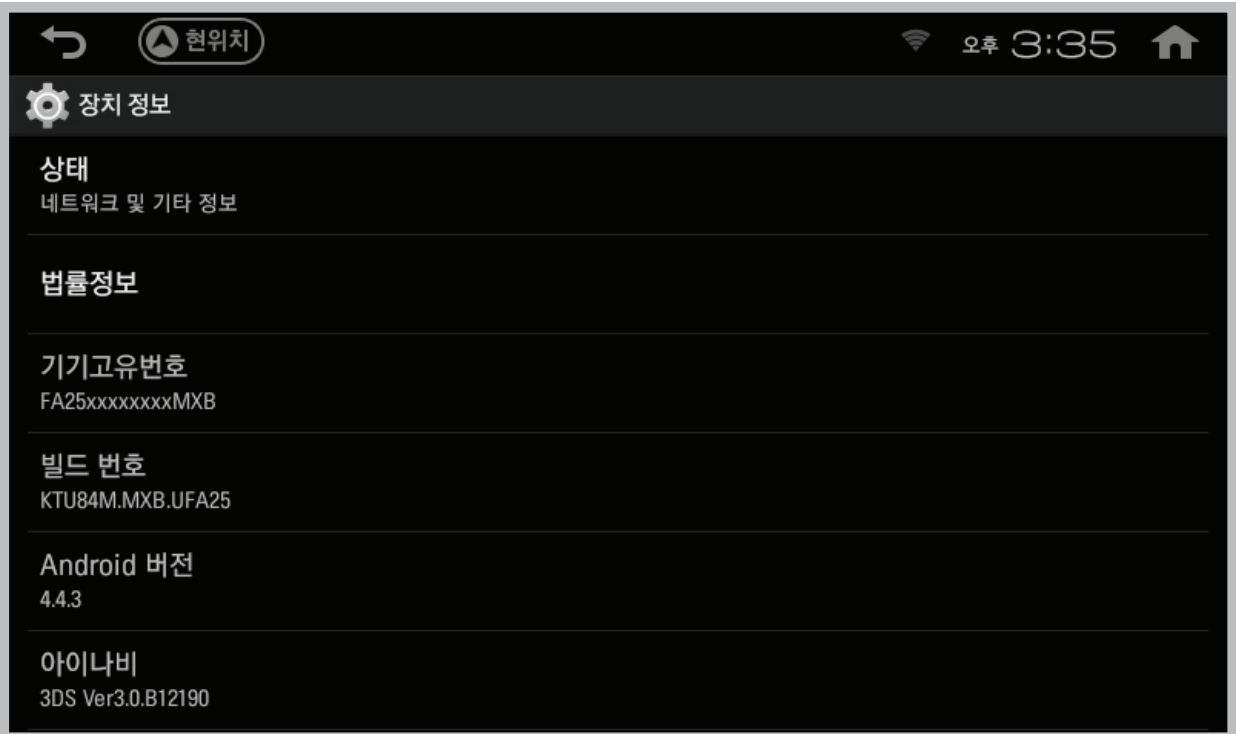 현위치
오후 3:35
장치 정보
상태
네트워크 및 기타 정보
법률정보
기기고유번호
FA25xxxxxxxxMXB
빌드 번호
KTU84M.MXB.UFA25
Android 버전
4.4.3
아이나비
3DS Ver3.0.B12190